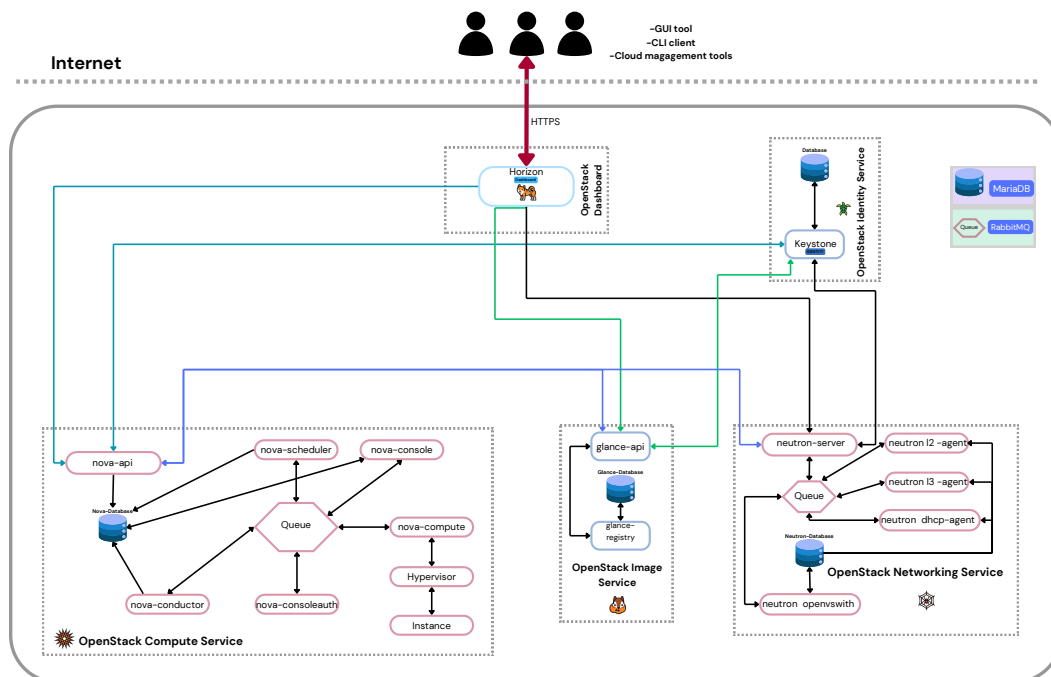 -GUI tool
-CLI client
-Cloud magagement tools
Internet
HTTPS
Horizon
Dashboard
OpenStack
Dashboard
Database
Keystone
OpenStack Identity Service
MariaDB
Queue
RabbitMQ
nova-api
nova-scheduler
nova-console
Nova-Database
Queue
nova-compute
Hypervisor
nova-conductor
nova-consoleauth
Instance
OpenStack Compute Service
glance-api
Glance-Database
glance-
registry
OpenStack Image
Service
neutron-server
neutron l2 -agent
Queue
neutron l3 -agent
neutron dhcp-agent
Neutron-Database
OpenStack Networking Service
neutron openvswith